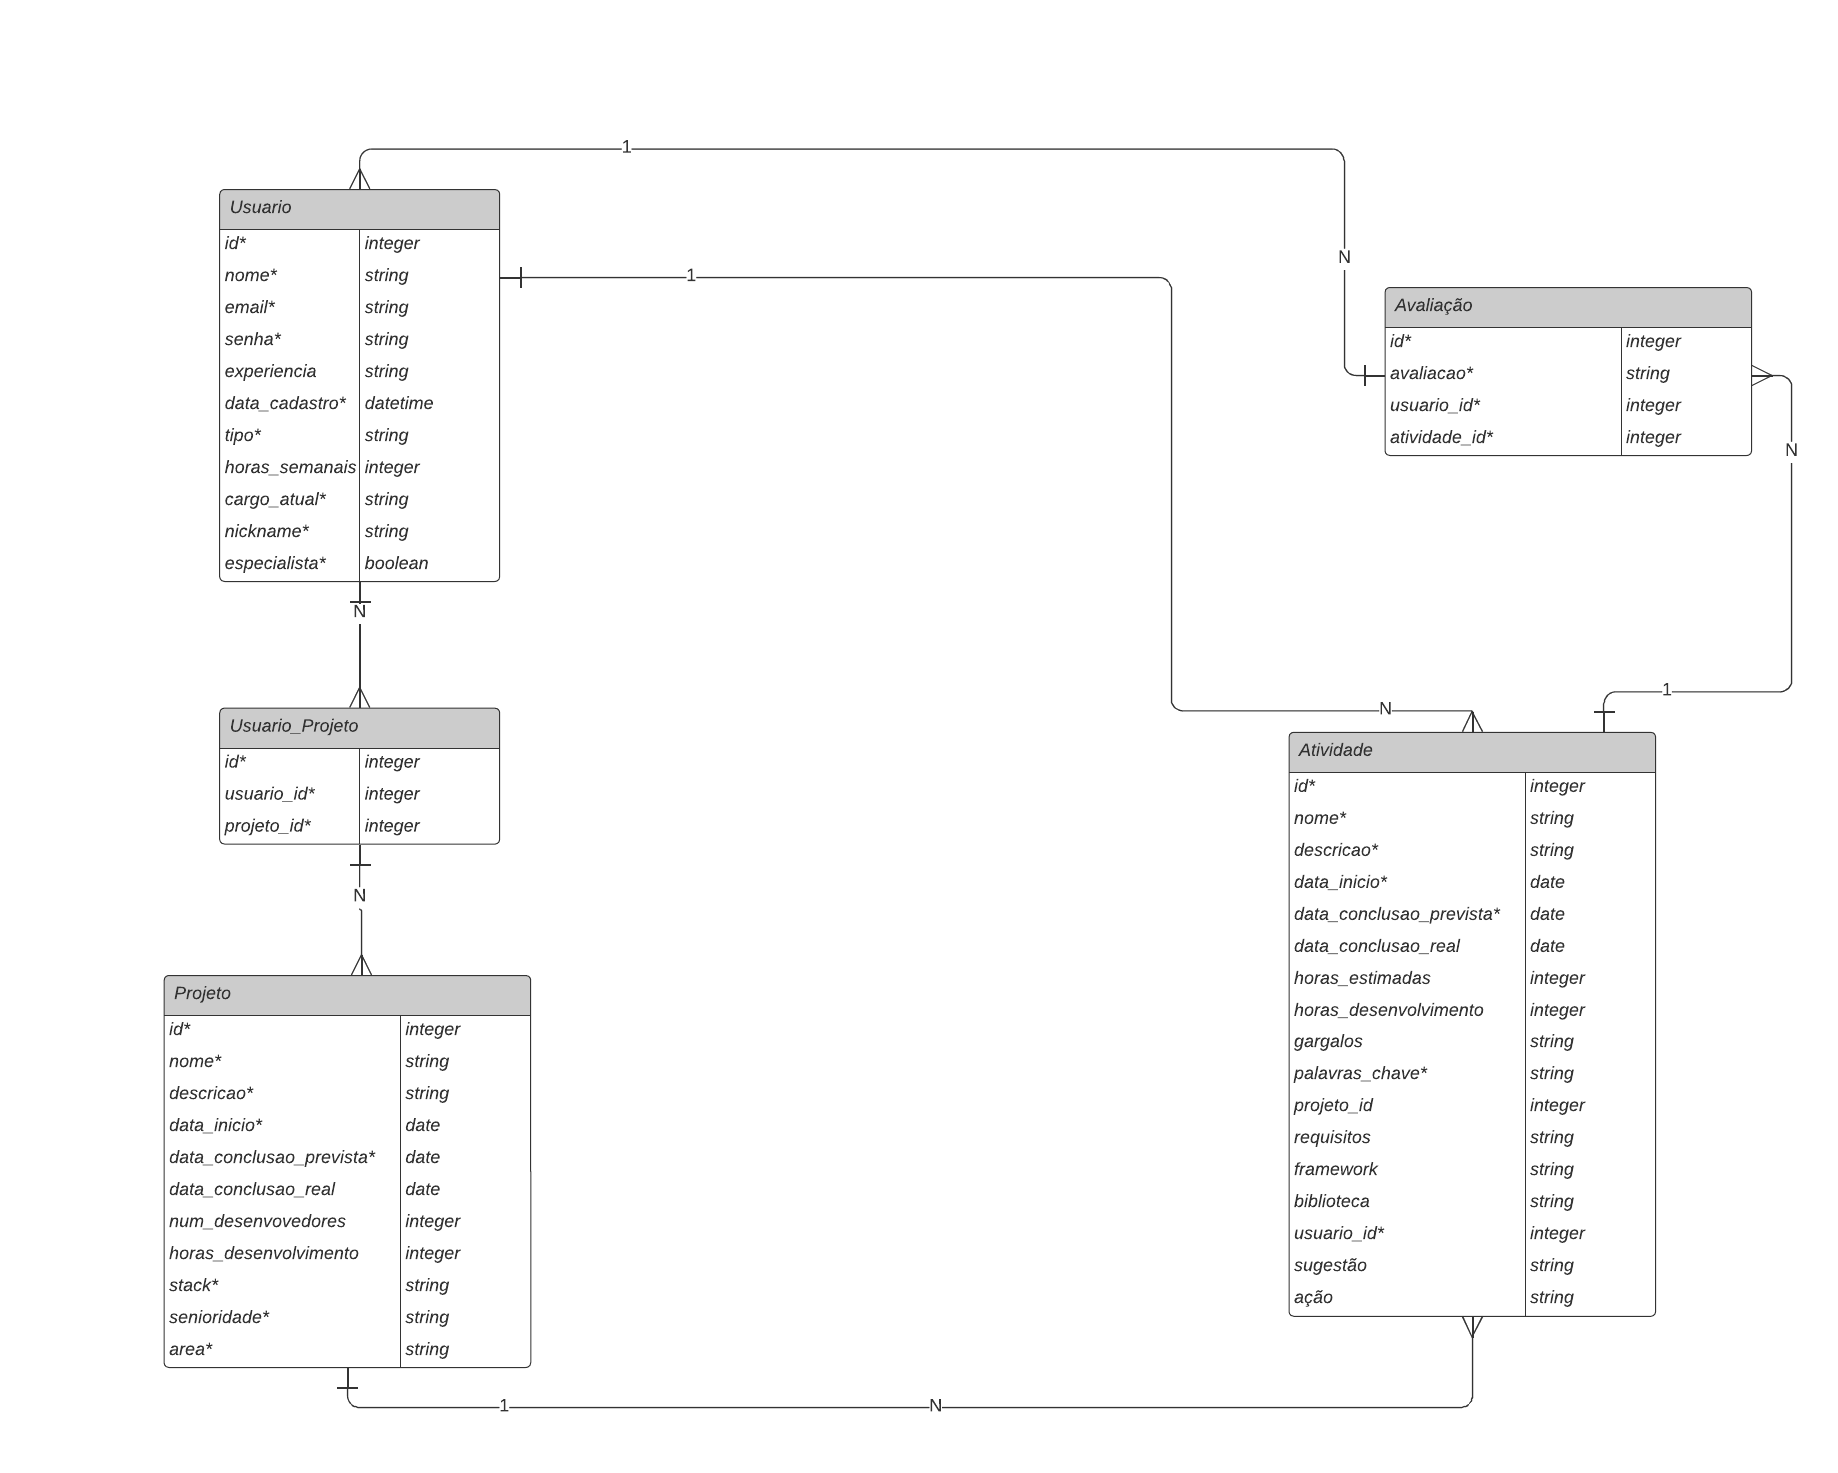 1
Usuario
id* integer
nome* string
email* string
senha* string
experiencia string
data_cadastro* datetime
tipo* string
horas_semanais integer
cargo_atual* string
nickname* string
especialista* boolean
1
N
Avaliação
id* integer
avaliacao* string
usuario_id* integer
atividade_id* integer
N
1
N
N
Usuario_Projeto
id* integer
usuario_id* integer
projeto_id* integer
N
Projeto
id* integer
nome* string
descricao* string
data_inicio* date
data_conclusao_prevista* date
data_conclusao_real date
num_desenvovedores integer
horas_desenvolvimento integer
stack* string
senioridade* string
area* string
Atividade
id* integer
nome* string
descricao* string
data_inicio* date
data_conclusao_prevista* date
data_conclusao_real date
horas_estimadas integer
horas_desenvolvimento integer
gargalos string
palavras_chave* string
projeto_id integer
requisitos string
framework string
biblioteca string
usuario_id* integer
sugestão string
ação string
1
N